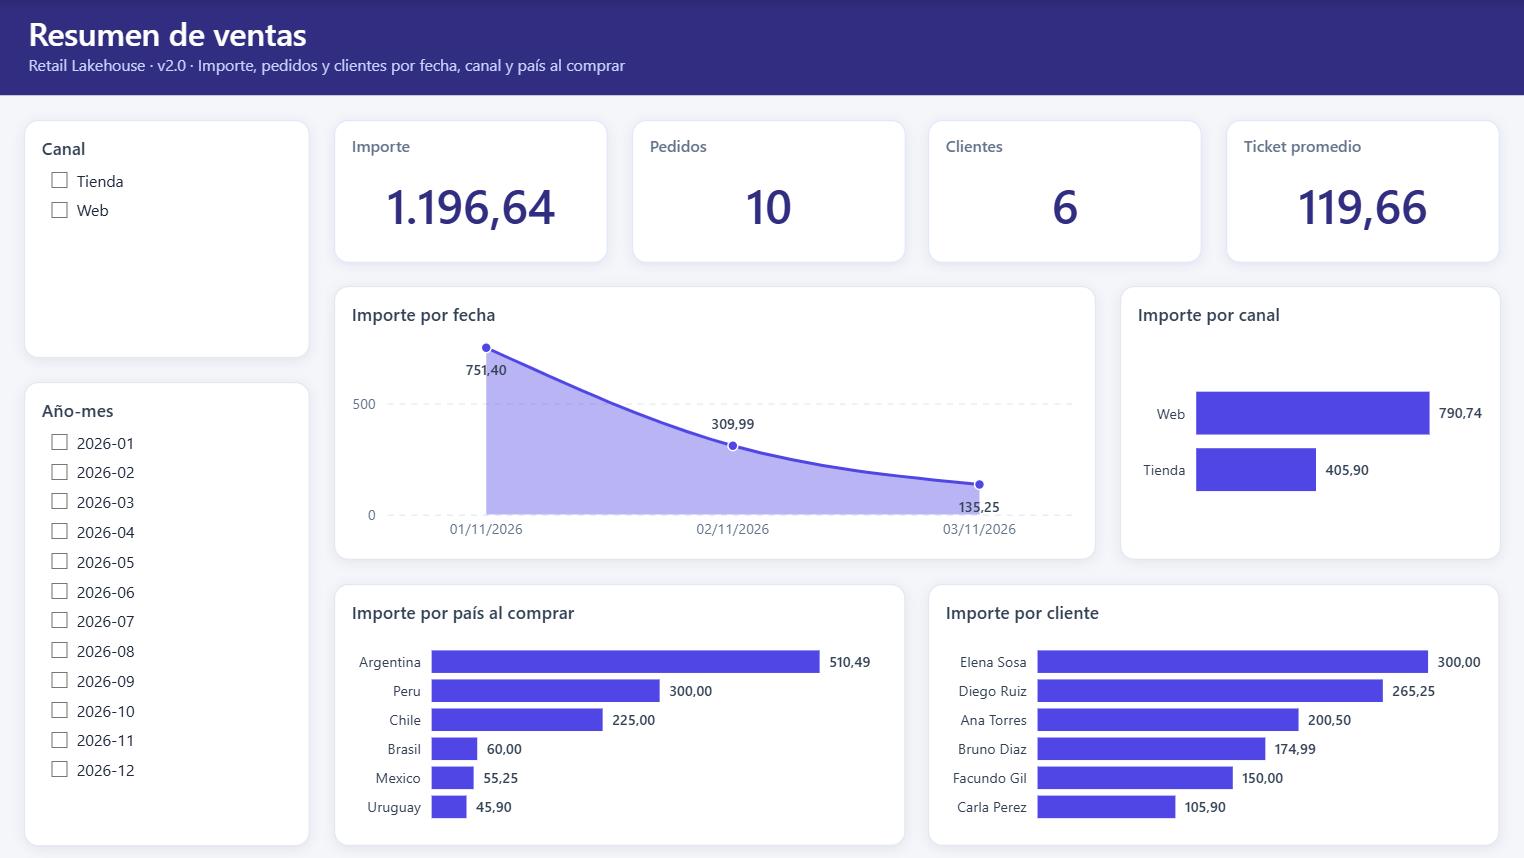 Resumen de ventas
Retail Lakehouse · v2.0 · Importe, pedidos y clientes por fecha, canal y país al comprar
Canal
Tienda
Web
Año-mes
2026-01
2026-02
2026-03
2026-04
2026-05
2026-06
2026-07
2026-08
2026-09
2026-10
2026-11
2026-12
Importe
1.196,64
Pedidos
10
Clientes
6
Ticket promedio
119,66
Importe por fecha
751,40
500
309,99
135,25
0
01/11/2026 02/11/2026 03/11/2026
Importe por canal
Web 790,74
Tienda 405,90
Importe por país al comprar
Argentina 510,49
Peru 300,00
Chile 225,00
Brasil 60,00
Mexico 55,25
Uruguay 45,90
Importe por cliente
Elena Sosa 300,00
Diego Ruiz 265,25
Ana Torres 200,50
Bruno Diaz 174,99
Facundo Gil 150,00
Carla Perez 105,90